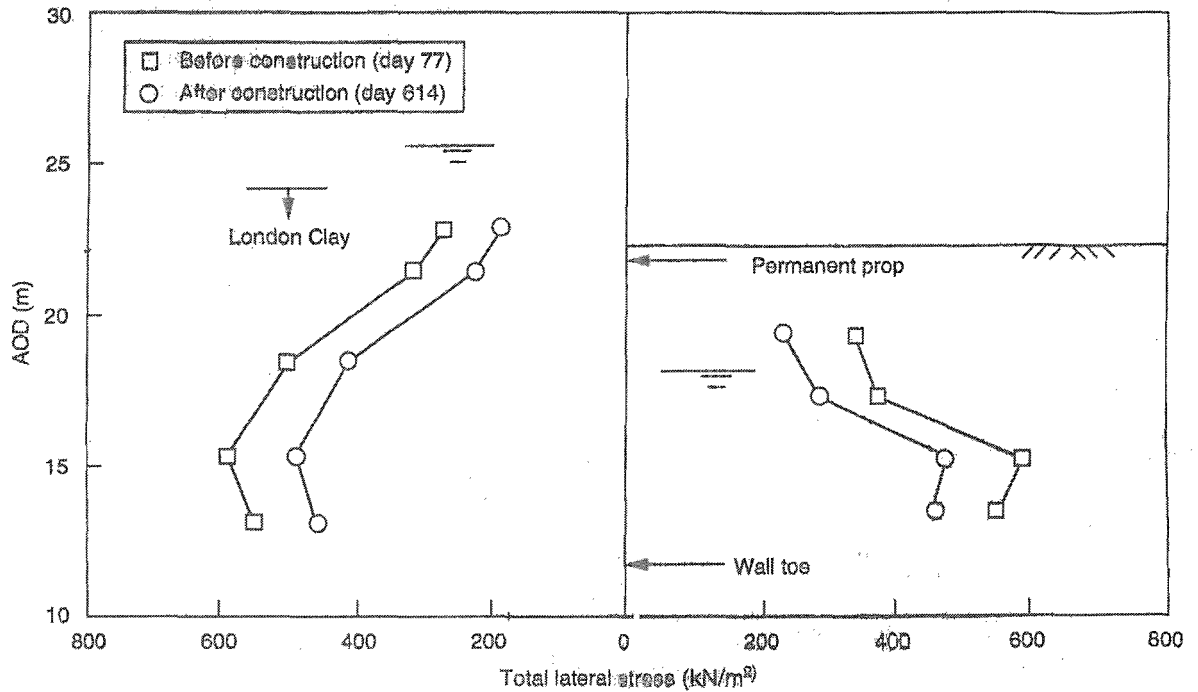 30
Before construction (day 77)
After construction (day 614)
25
London Clay
Permanent prop
20
AOD (m)
15
Wall toe
10
800 600 400 200 0 200 400 600 800
Total lateral stress (kN/m²)